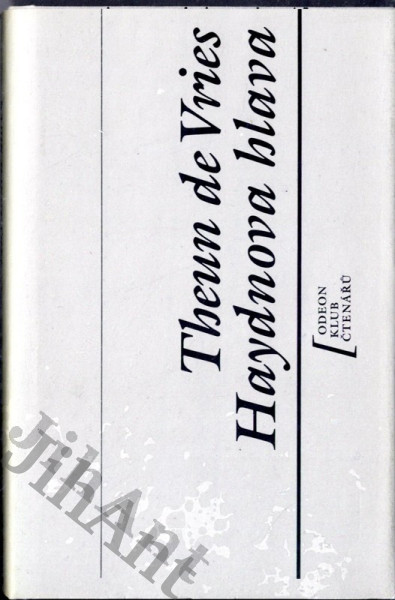 Theun de Vries
Haydnova hlava
ODEON
KLUB
ČTENÁŘŮ
JihAnt